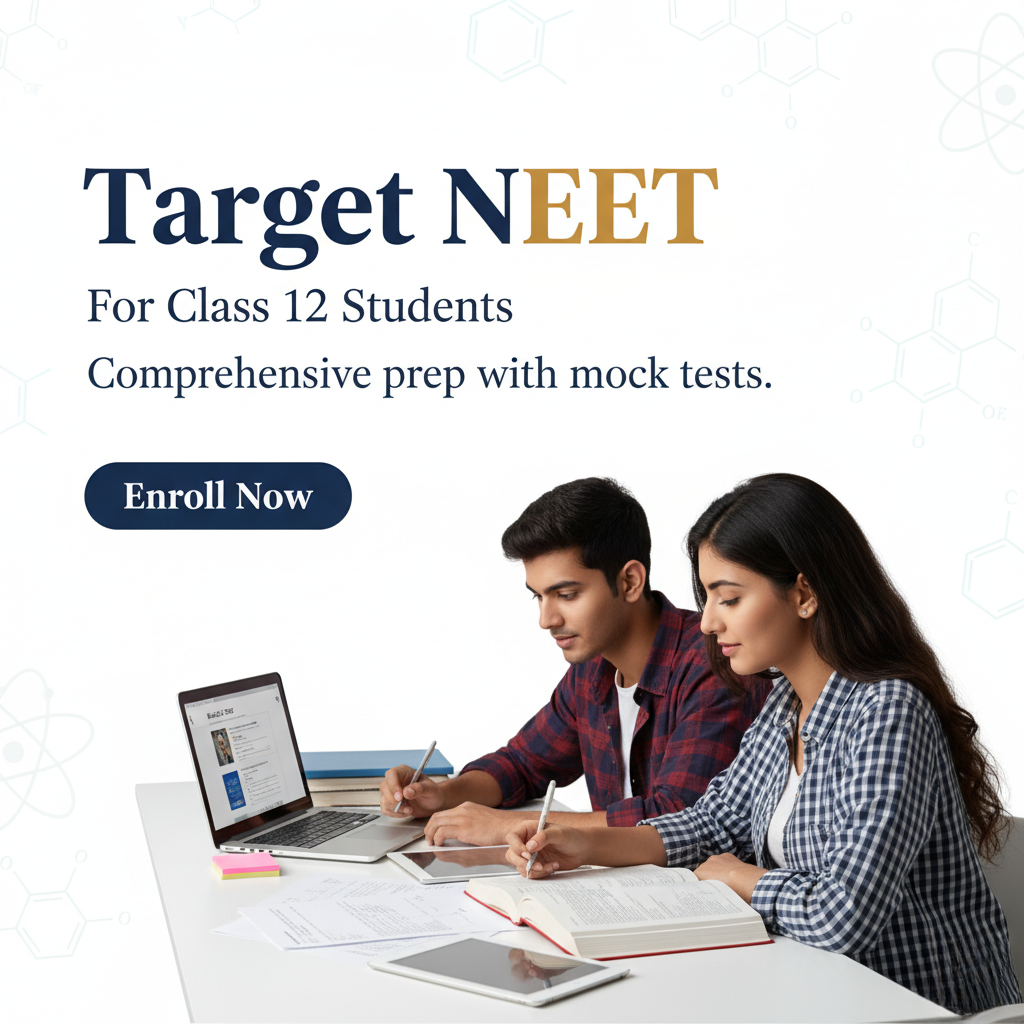 Target NEET
For Class 12 Students
Comprehensive prep with mock tests.
Enroll Now